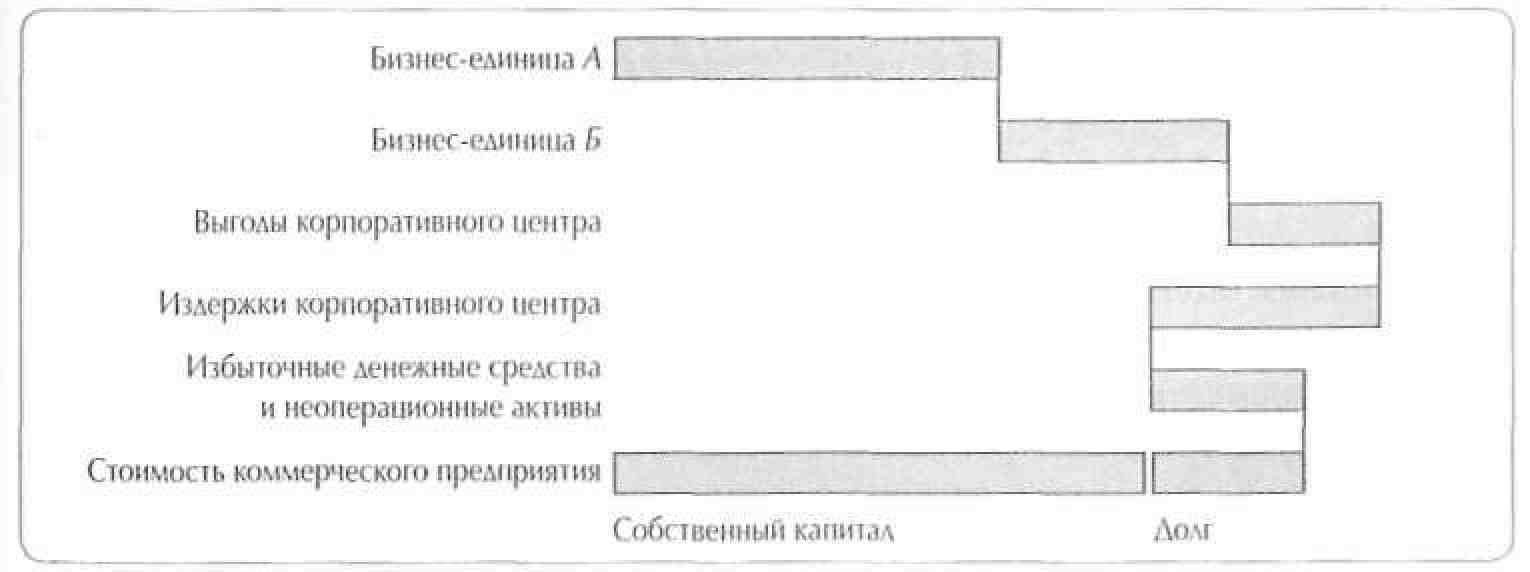 Бизнес-единица А
Бизнес-единица Б
Выгоды корпоративного центра
Издержки корпоративного центра
Избыточные денежные средства
и неоперационные активы
Стоимость коммерческого предприятия
Собственный капитал
Долг